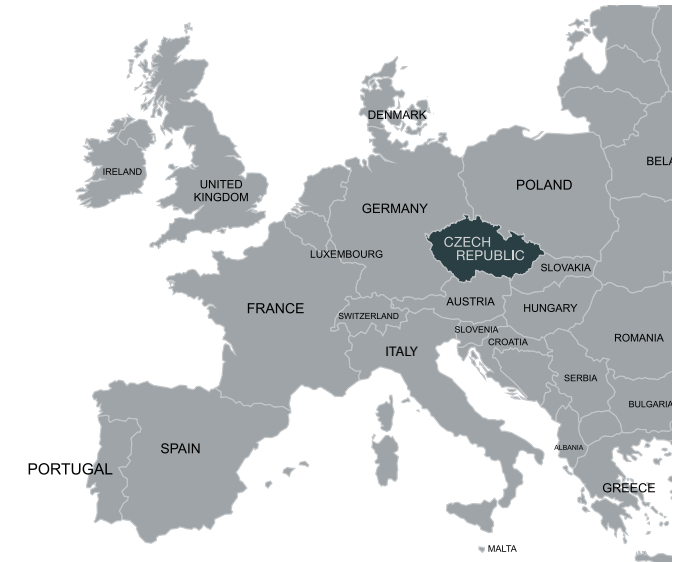 DENMARK
BELA
IRELAND
UNITED
KINGDOM
POLAND
GERMANY
CZECH
REPUBLIC
LUXEMBOURG
SLOVAKIA
AUSTRIA
FRANCE
HUNGARY
SWITZERLAND
SLOVENIA
CROATIA
ROMANIA
ITALY
SERBIA
BULGARIA
SPAIN
ALBANIA
PORTUGAL
GREECE
MALTA